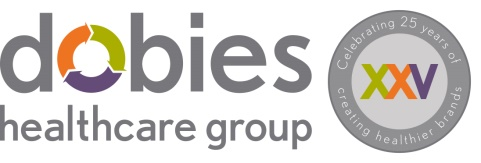 dobies
healthcare group
Celebrating 25 years of
XXV
creating healthier brands